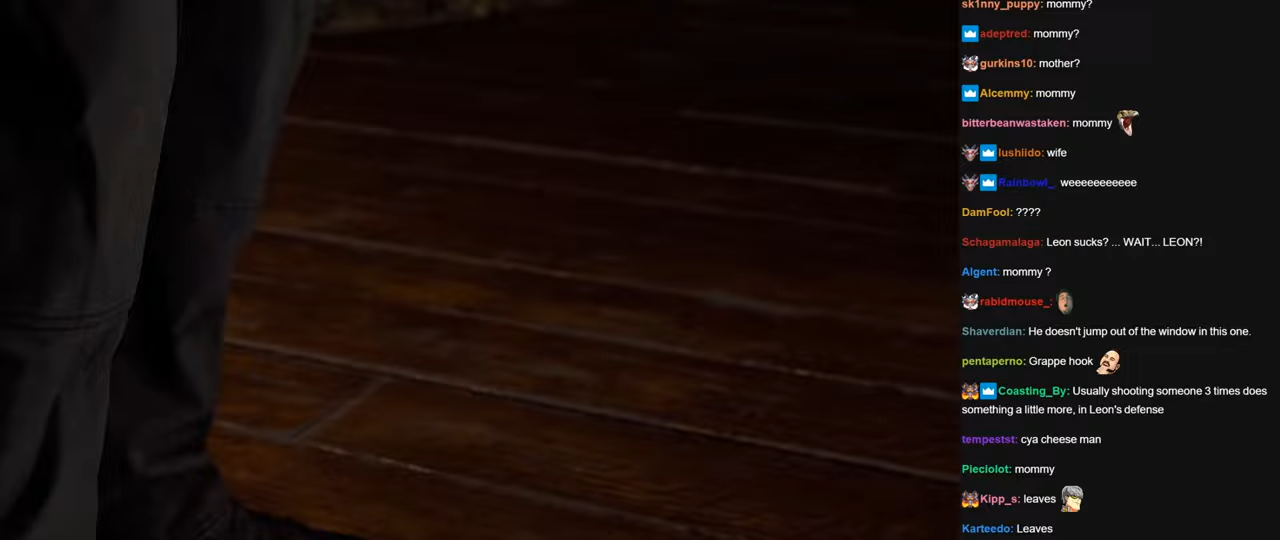 sk1nny_puppy: mommy?
adeptred: mommy?
gurkins10: mother?
Alcemmy: mommy
bitterbeanwastaken: mommy
lushiido: wife
Rainbowl_: weeeeeeeeeee
DamFool: ????
Schagamalaga: Leon sucks? ... WAIT... LEON?!
Algent: mommy ?
rabidmouse_:
Shaverdian: He doesn't jump out of the window in this one.
pentaperno: Grappe hook
Coasting_By: Usually shooting someone 3 times does
something a little more, in Leon's defense
tempestst: cya cheese man
Pieciolot: mommy
Kipp_s: leaves
Karteedo: Leaves